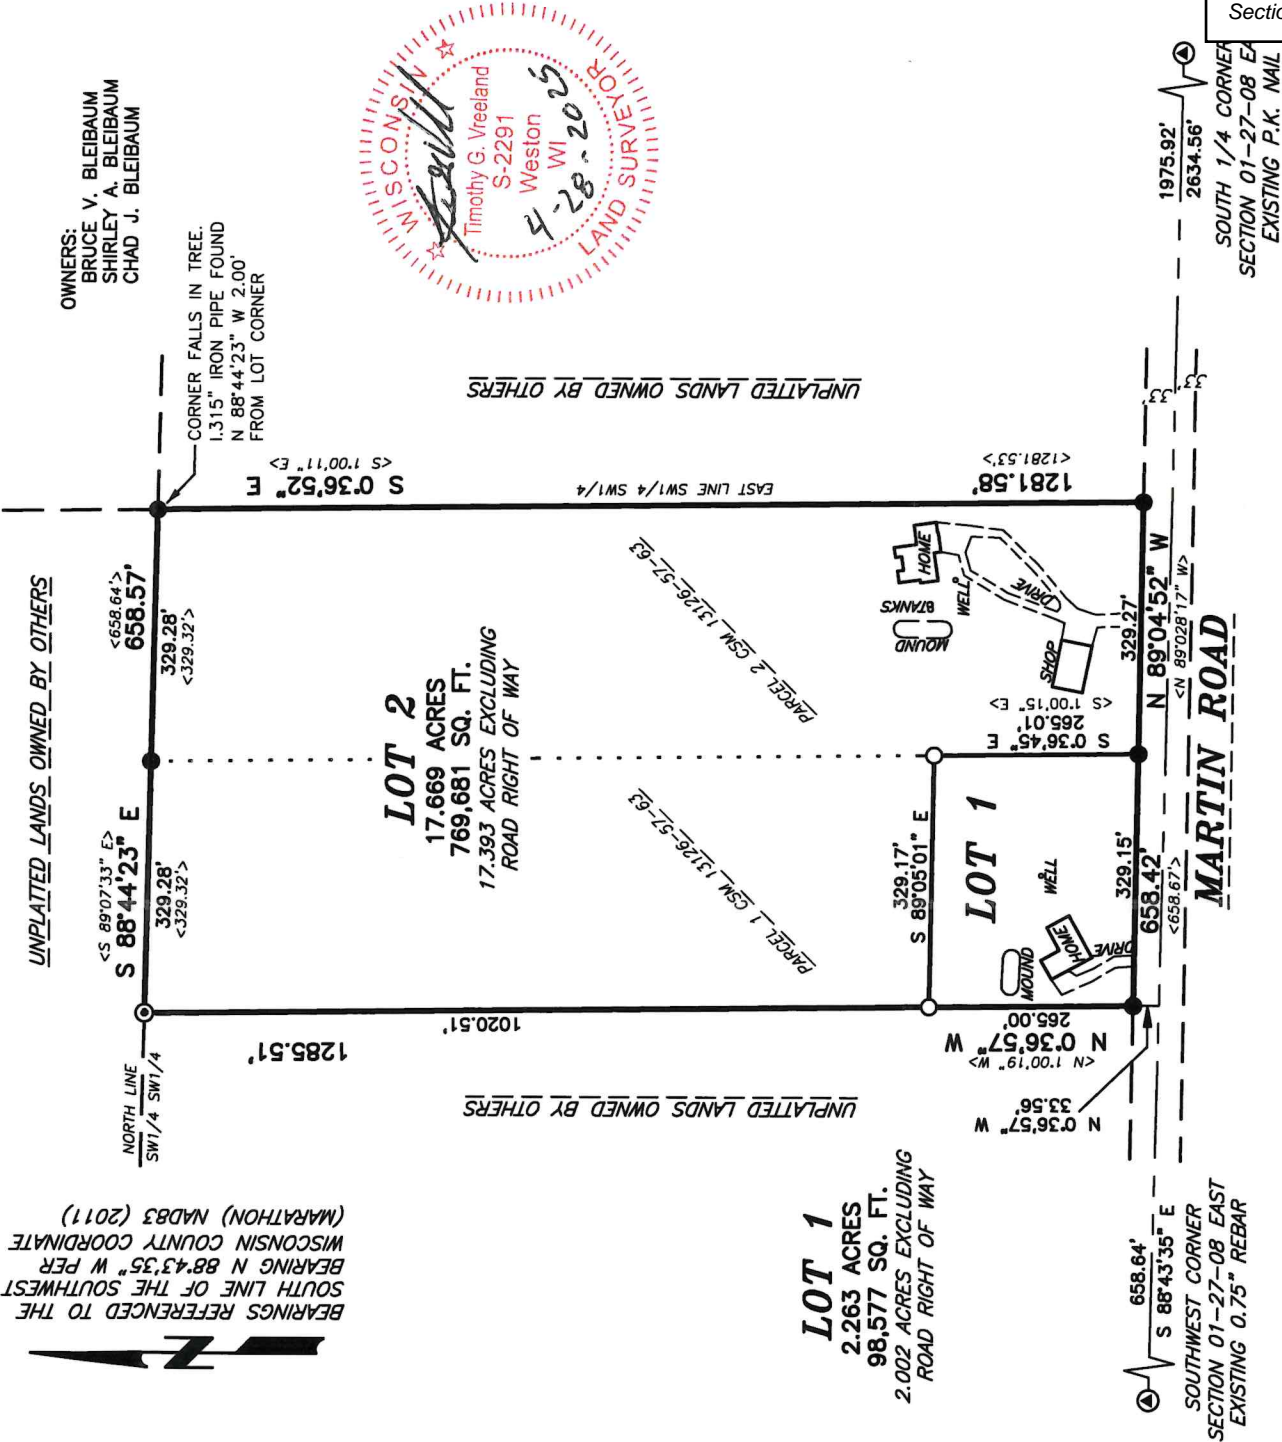 Sectio
OWNERS:
BRUCE V. BLEIBAUM
SHIRLEY A. BLEIBAUM
CHAD J. BLEIBAUM
WISCONSIN
Timothy G. Vreeland
S-2291
Weston
WI
4-28-2025
LAND SURVEYOR
CORNER FALLS IN TREE.
1.315" IRON PIPE FOUND
N 88°44'23" W 2.00'
FROM LOT CORNER
UNPLATTED LANDS OWNED BY OTHERS
<658.64'>
658.57'
329.28'
<329.32'>
<S 89°07'33" E>
S 88°44'23" E
329.28'
<329.32'>
NORTH LINE
SW1/4 SW1/4
UNPLATTED LANDS OWNED BY OTHERS
S 0°36'52" E
<S 1°00'11" E>
EAST LINE SW1/4 SW1/4
1281.58'
<1281.53'>
LOT 2
17.669 ACRES
769,681 SQ. FT.
17.393 ACRES EXCLUDING
ROAD RIGHT OF WAY
PARCEL 2 CSM 13126-57-63
PARCEL 1 CSM 13126-57-63
1285.51'
1020.51'
UNPLATTED LANDS OWNED BY OTHERS
HOME
WELL
TANKS
MOUND
DRIVE
SHOP
S 0°36'45" E
265.01'
<S 1°00'15" E>
329.17'
S 89°05'01" E
LOT 1
WELL
HOME
MOUND
DRIVE
N 0°36'57" W
265.00'
<N 1°00'19" W>
N 0°36'57" W
33.56'
329.27'
N 89°04'52" W
<N 89°028'17" W>
329.15'
658.42'
<658.67'>
33'
33'
MARTIN ROAD
1975.92'
2634.56'
SOUTH 1/4 CORNER
SECTION 01-27-08 EA
EXISTING P.K. NAIL
658.64'
S 88°43'35" E
SOUTHWEST CORNER
SECTION 01-27-08 EAST
EXISTING 0.75" REBAR
LOT 1
2.263 ACRES
98,577 SQ. FT.
2.002 ACRES EXCLUDING
ROAD RIGHT OF WAY
BEARINGS REFERENCED TO THE
SOUTH LINE OF THE SOUTHWEST
BEARING N 88°43'35" W PER
WISCONSIN COUNTY COORDINATE
(MARATHON) NAD83 (2011)
N